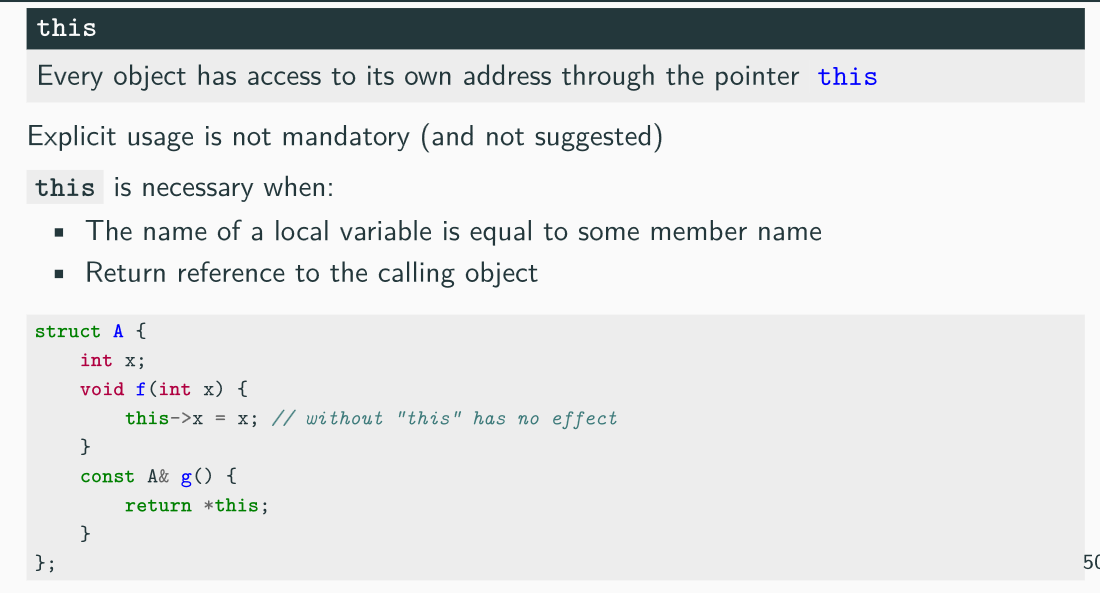 this
Every object has access to its own address through the pointer this
Explicit usage is not mandatory (and not suggested)
this is necessary when:
▪ The name of a local variable is equal to some member name
▪ Return reference to the calling object
struct A {
    int x;
    void f(int x) {
        this->x = x; // without "this" has no effect
    }
    const A& g() {
        return *this;
    }
};
50